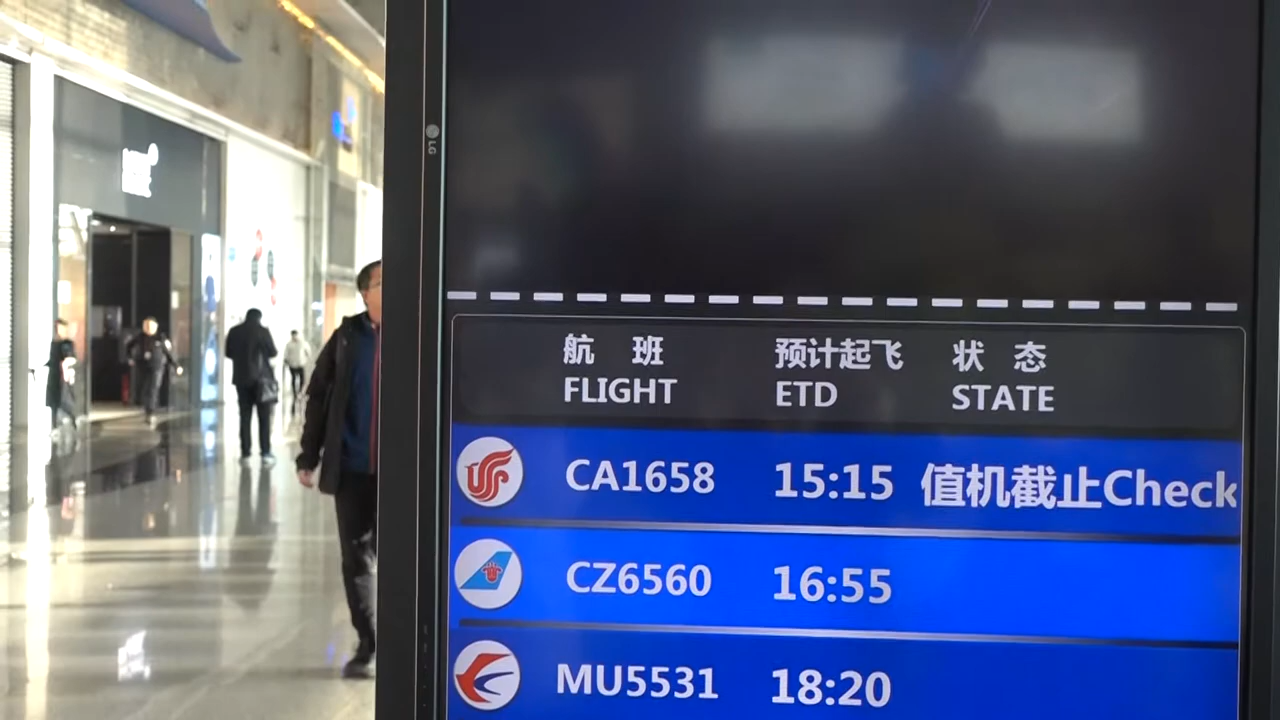 LG
航 班 预计起飞 状 态
FLIGHT ETD STATE
CA1658 15:15 值机截止Check
CZ6560 16:55
MU5531 18:20